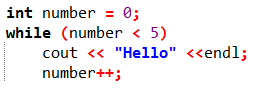 int number = 0;
while (number < 5)
cout << "Hello" <<endl;
number++;